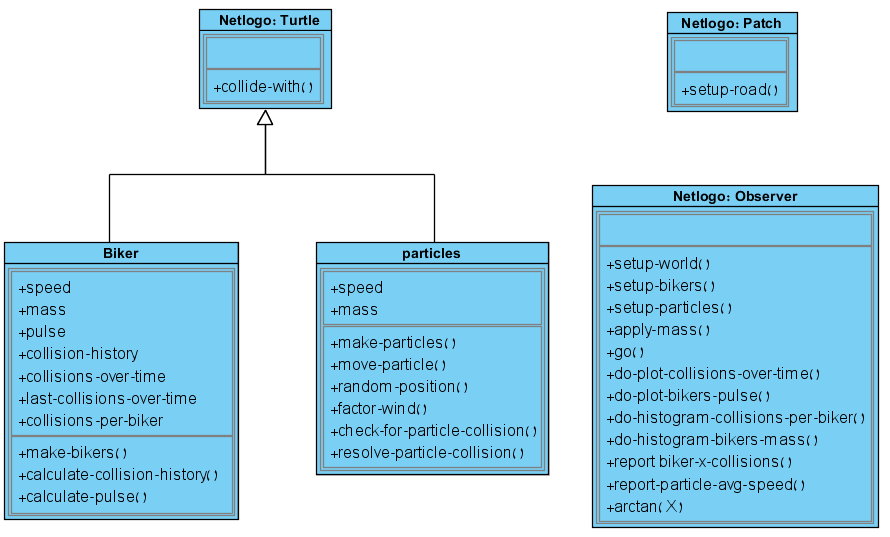 Netlogo: Turtle
+collide-with()
Netlogo: Patch
+setup-road()
Biker
+speed
+mass
+pulse
+collision-history
+collisions-over-time
+last-collisions-over-time
+collisions-per-biker
+make-bikers()
+calculate-collision-history()
+calculate-pulse()
particles
+speed
+mass
+make-particles()
+move-particle()
+random-position()
+factor-wind()
+check-for-particle-collision()
+resolve-particle-collision()
Netlogo: Observer
+setup-world()
+setup-bikers()
+setup-particles()
+apply-mass()
+go()
+do-plot-collisions-over-time()
+do-plot-bikers-pulse()
+do-histogram-collisions-per-biker()
+do-histogram-bikers-mass()
+report biker-x-collisions()
+report-particle-avg-speed()
+arctan(X)